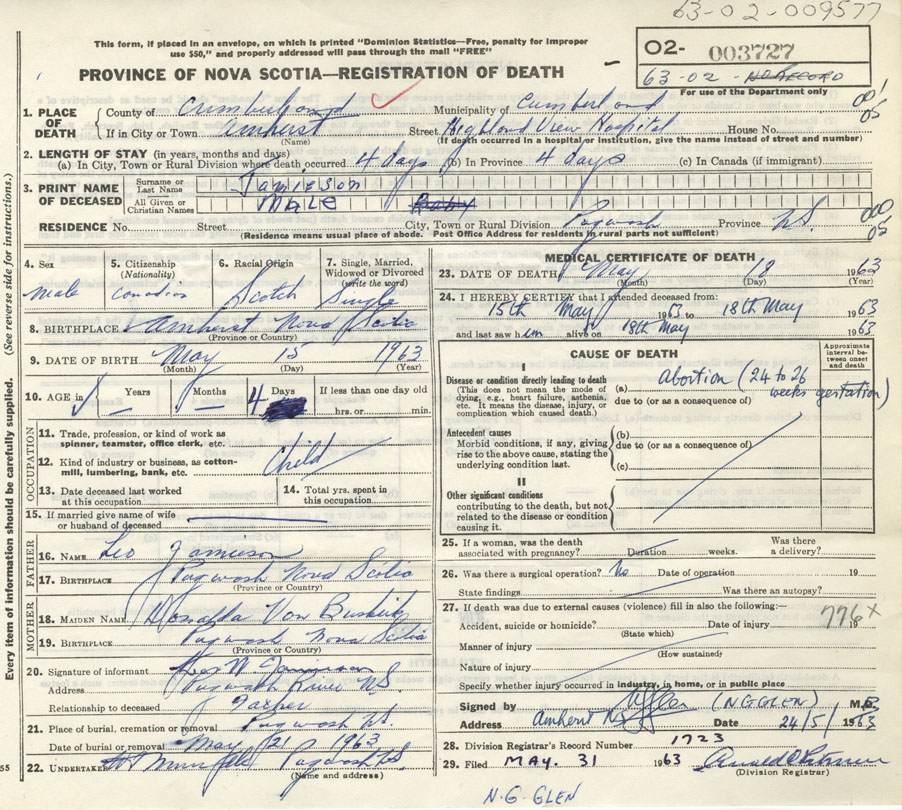 63-02-009577
This form, if placed in an envelope, on which is printed "Dominion Statistics—Free, penalty for improper
use $50," and properly addressed will pass through the mail "FREE"
O2- 003727
PROVINCE OF NOVA SCOTIA—REGISTRATION OF DEATH
63-02- NO RECORD
For use of the Department only
1. PLACE OF DEATH County of Cumberland Municipality of Cumberland
If in City or Town Amherst Street Highland View Hospital House No.
(Name) (If death occurred in a hospital or institution, give the name instead of street and number)
2. LENGTH OF STAY (in years, months and days)
(a) In City, Town or Rural Division where death occurred. 4 days (b) In Province 4 days (c) In Canada (if immigrant)
3. PRINT NAME OF DECEASED Surname or Last Name Jamieson
All Given or Christian Names Male Baby
RESIDENCE No. Street City, Town or Rural Division Pugwash Province N.S.
(Residence means usual place of abode. Post Office Address for residents in rural parts not sufficient)
4. Sex 5. Citizenship (Nationality) 6. Racial Origin 7. Single, Married, Widowed or Divorced (write the word)
Male Canadian Scotch Single
8. BIRTHPLACE Amherst Nova Scotia
(Province or Country)
9. DATE OF BIRTH May 15 1963
(Month) (Day) (Year)
10. AGE in Years Months 4 Days If less than one day old
hrs. or min.
OCCUPATION
11. Trade, profession, or kind of work as spinner, teamster, office clerk, etc.
12. Kind of industry or business, as cotton-mill, lumbering, bank, etc. Child
13. Date deceased last worked at this occupation
14. Total yrs. spent in this occupation.
15. If married give name of wife or husband of deceased
FATHER
16. NAME Leo Jamieson
17. BIRTHPLACE Pugwash Nova Scotia
(Province or Country)
MOTHER
18. MAIDEN NAME Donalda Van Buskirk
19. BIRTHPLACE Pugwash Nova Scotia
(Province or Country)
20. Signature of informant Leo M Jamieson
Address Pugwash River N.S.
Relationship to deceased Father
21. Place of burial, cremation or removal Pugwash N.S.
Date of burial or removal May 21 1963
22. UNDERTAKER Pugwash N.S.
(Name and address)
MEDICAL CERTIFICATE OF DEATH
23. DATE OF DEATH May 18 1963
(Month) (Day) (Year)
24. I HEREBY CERTIFY that I attended deceased from:
15th May 1963 to 18th May 1963
and last saw him alive on 18th May 1963
CAUSE OF DEATH
Approximate interval between onset and death
I
Disease or condition directly leading to death
(This does not mean the mode of dying, e.g., heart failure, asthenia, etc. It means the disease, injury, or complication which caused death.)
(a) Abortion (24 to 26 weeks gestation)
due to (or as a consequence of)
Antecedent causes
Morbid conditions, if any, giving rise to the above cause, stating the underlying condition last.
(b)
due to (or as a consequence of)
(c)
II
Other significant conditions
contributing to the death, but not related to the disease or condition causing it.
25. If a woman, was the death associated with pregnancy? Duration weeks. Was there a delivery?
26. Was there a surgical operation? No Date of operation 19
State findings Was there an autopsy?
27. If death was due to external causes (violence) fill in also the following:—
776x
Accident, suicide or homicide? Date of injury 19
(State which)
Manner of injury
(How sustained)
Nature of injury
Specify whether injury occurred in industry, in home, or in public place
Signed by (N.G. GLEN) M.D.
Address Amherst NS Date 24/5/ 1963
28. Division Registrar's Record Number 1723
29. Filed MAY. 31 1963
(Division Registrar)
N.G. GLEN
Every item of information should be carefully supplied. (See reverse side for instructions.)
55